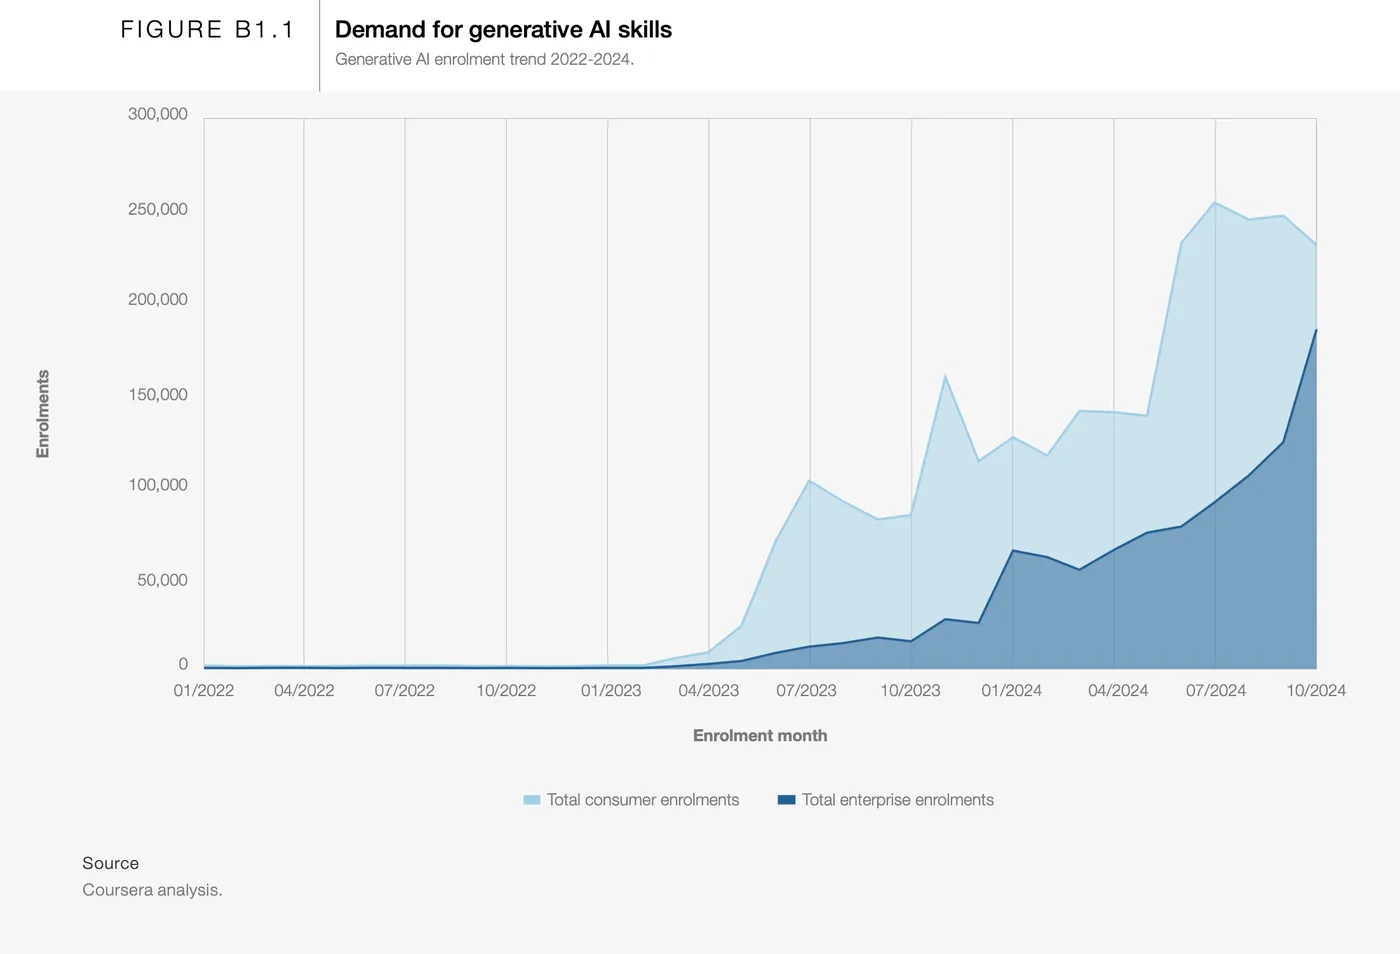 FIGURE B1.1
Demand for generative AI skills
Generative AI enrolment trend 2022-2024.
300,000
250,000
200,000
150,000
100,000
50,000
0
Enrolments
01/2022 04/2022 07/2022 10/2022 01/2023 04/2023 07/2023 10/2023 01/2024 04/2024 07/2024 10/2024
Enrolment month
Total consumer enrolments Total enterprise enrolments
Source
Coursera analysis.